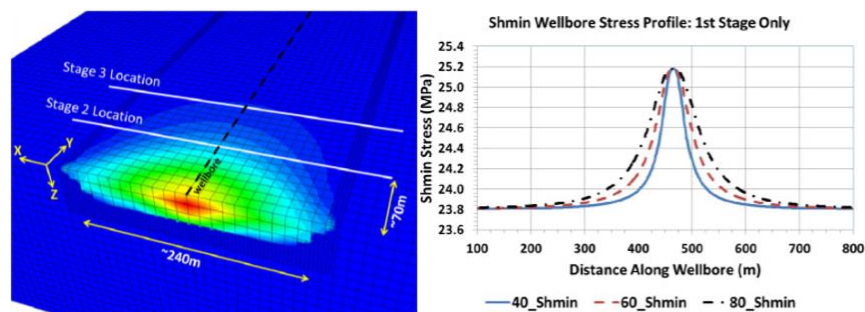 Stage 3 Location
Stage 2 Location
X
Y
Z
wellbore
~70m
~240m
Shmin Wellbore Stress Profile: 1st Stage Only
Shmin Stress (MPa)
25.4
25.2
25.0
24.8
24.6
24.4
24.2
24.0
23.8
23.6
100 200 300 400 500 600 700 800
Distance Along Wellbore (m)
40_Shmin 60_Shmin 80_Shmin